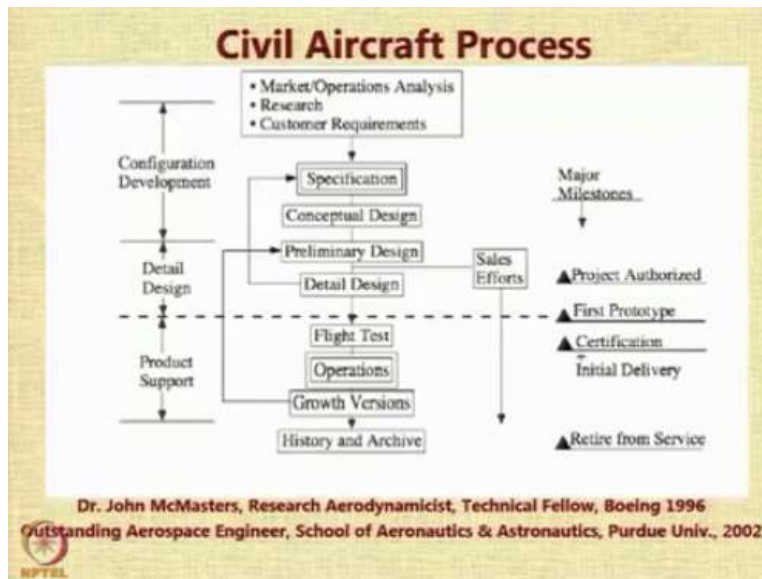 Civil Aircraft Process
• Market/Operations Analysis
• Research
• Customer Requirements
Configuration
Development
Specification
Major
Milestones
Conceptual Design
Preliminary Design
Sales
Efforts
Detail
Design
Detail Design
Project Authorized
First Prototype
Flight Test
Certification
+
Initial Delivery
Product
Support
Operations
Growth Versions
History and Archive
Retire from Service
Dr. John McMasters, Research Aerodynamicist, Technical Fellow, Boeing 1996
Outstanding Aerospace Engineer, School of Aeronautics & Astronautics, Purdue Univ., 2002
NPTEL